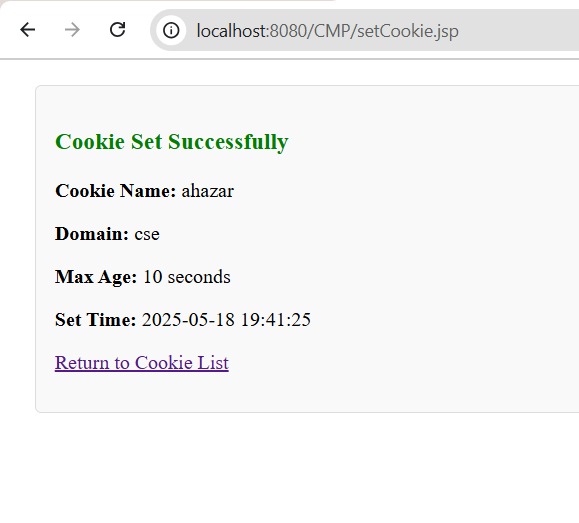 localhost:8080/CMP/setCookie.jsp
Cookie Set Successfully
Cookie Name: ahazar
Domain: cse
Max Age: 10 seconds
Set Time: 2025-05-18 19:41:25
Return to Cookie List